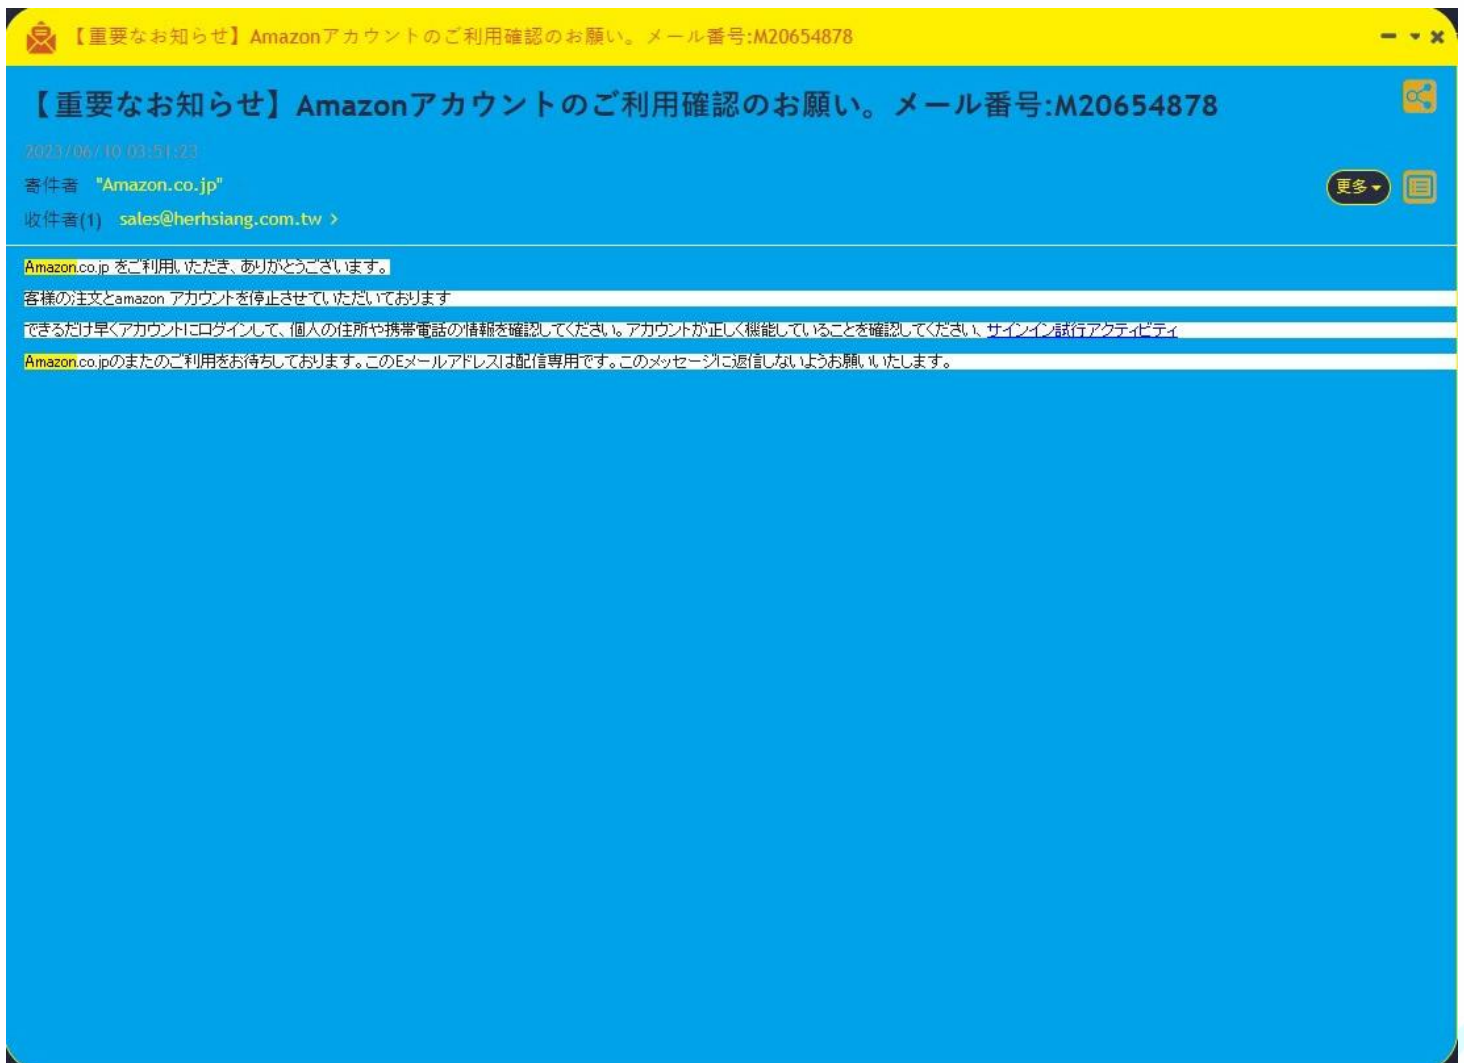 【重要なお知らせ】Amazonアカウントのご利用確認のお願い。メール番号:M20654878
【重要なお知らせ】Amazonアカウントのご利用確認のお願い。メール番号:M20654878
2023/06/10 03:51:23
寄件者 "Amazon.co.jp"
更多
收件者(1) sales@herhsiang.com.tw >
Amazon.co.jp をご利用いただき、ありがとうございます。
客様の注文とamazon アカウントを停止させていただいております
できるだけ早くアカウントにログインして、個人の住所や携帯電話の情報を確認してください。アカウントが正しく機能していることを確認してください、サインイン試行アクティビティ
Amazon.co.jpのまたのご利用をお待ちしております。このEメールアドレスは配信専用です。このメッセージに返信しないようお願いいたします。